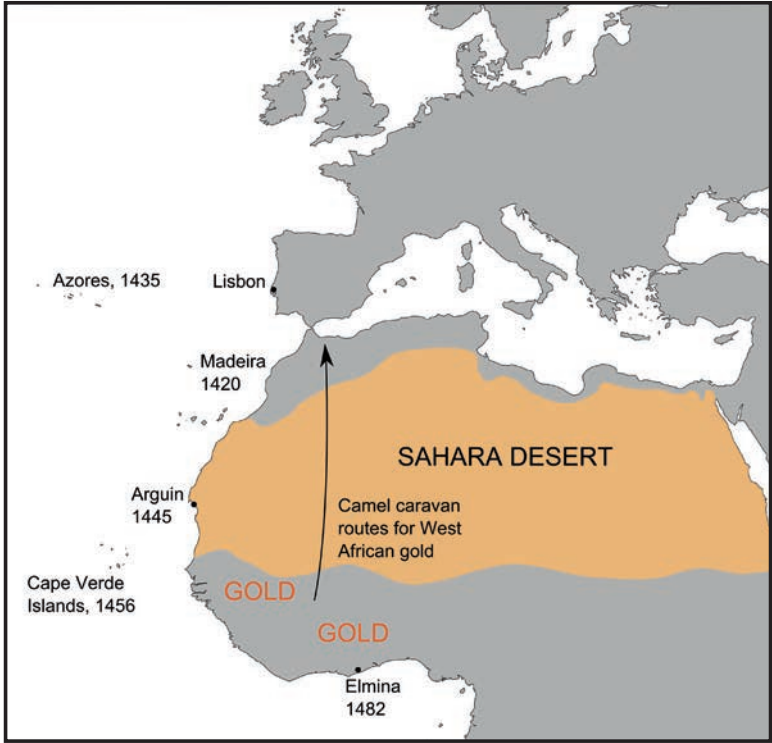 Azores, 1435
Lisbon
Madeira
1420
SAHARA DESERT
Arguin
1445
Camel caravan
routes for West
African gold
Cape Verde
Islands, 1456
GOLD
GOLD
Elmina
1482